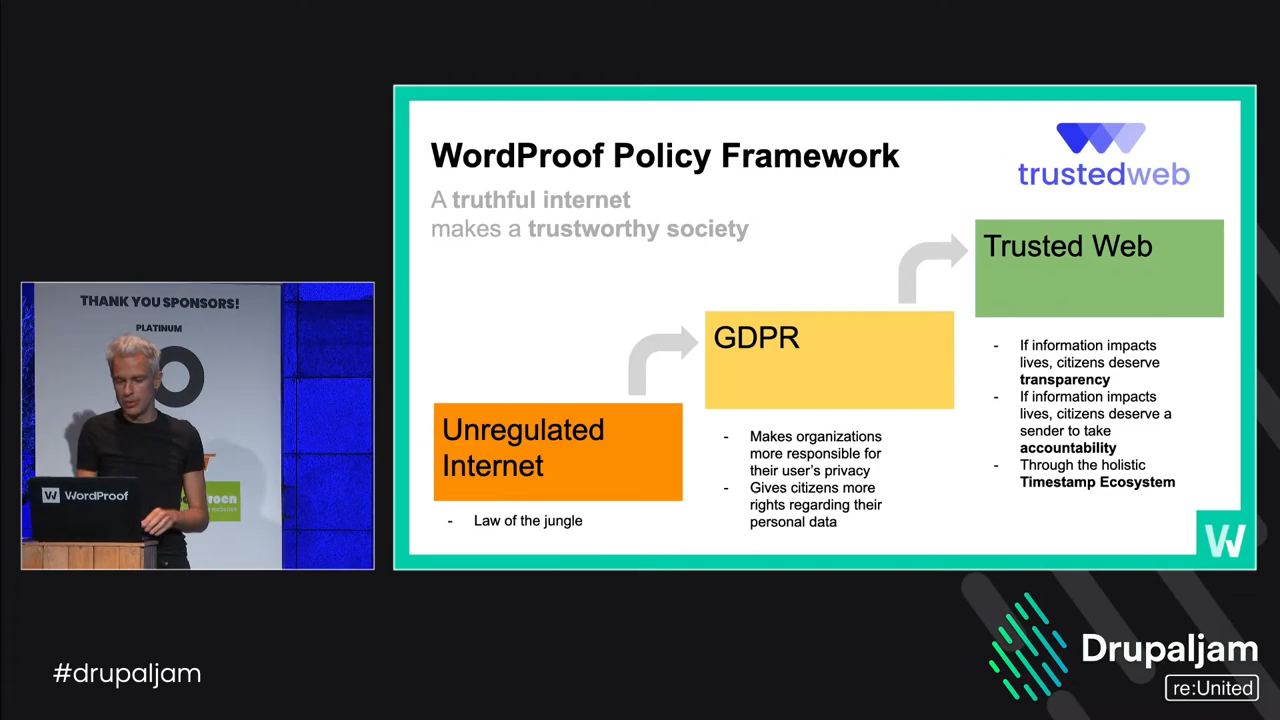 THANK YOU SPONSORS!
PLATINUM
WordProof
WordProof Policy Framework
A truthful internet
makes a trustworthy society
trustedweb
Trusted Web
- If information impacts
lives, citizens deserve
transparency
- If information impacts
lives, citizens deserve a
sender to take
accountability
- Through the holistic
Timestamp Ecosystem
GDPR
- Makes organizations
more responsible for
their user's privacy
- Gives citizens more
rights regarding their
personal data
Unregulated
Internet
- Law of the jungle
#drupaljam
Drupaljam
re:United